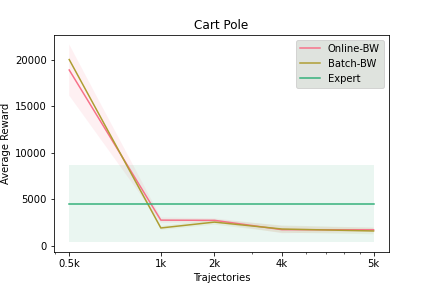 Cart Pole
Online-BW
Batch-BW
Expert
Average Reward
20000
15000
10000
5000
0
0.5k 1k 2k 4k 5k
Trajectories